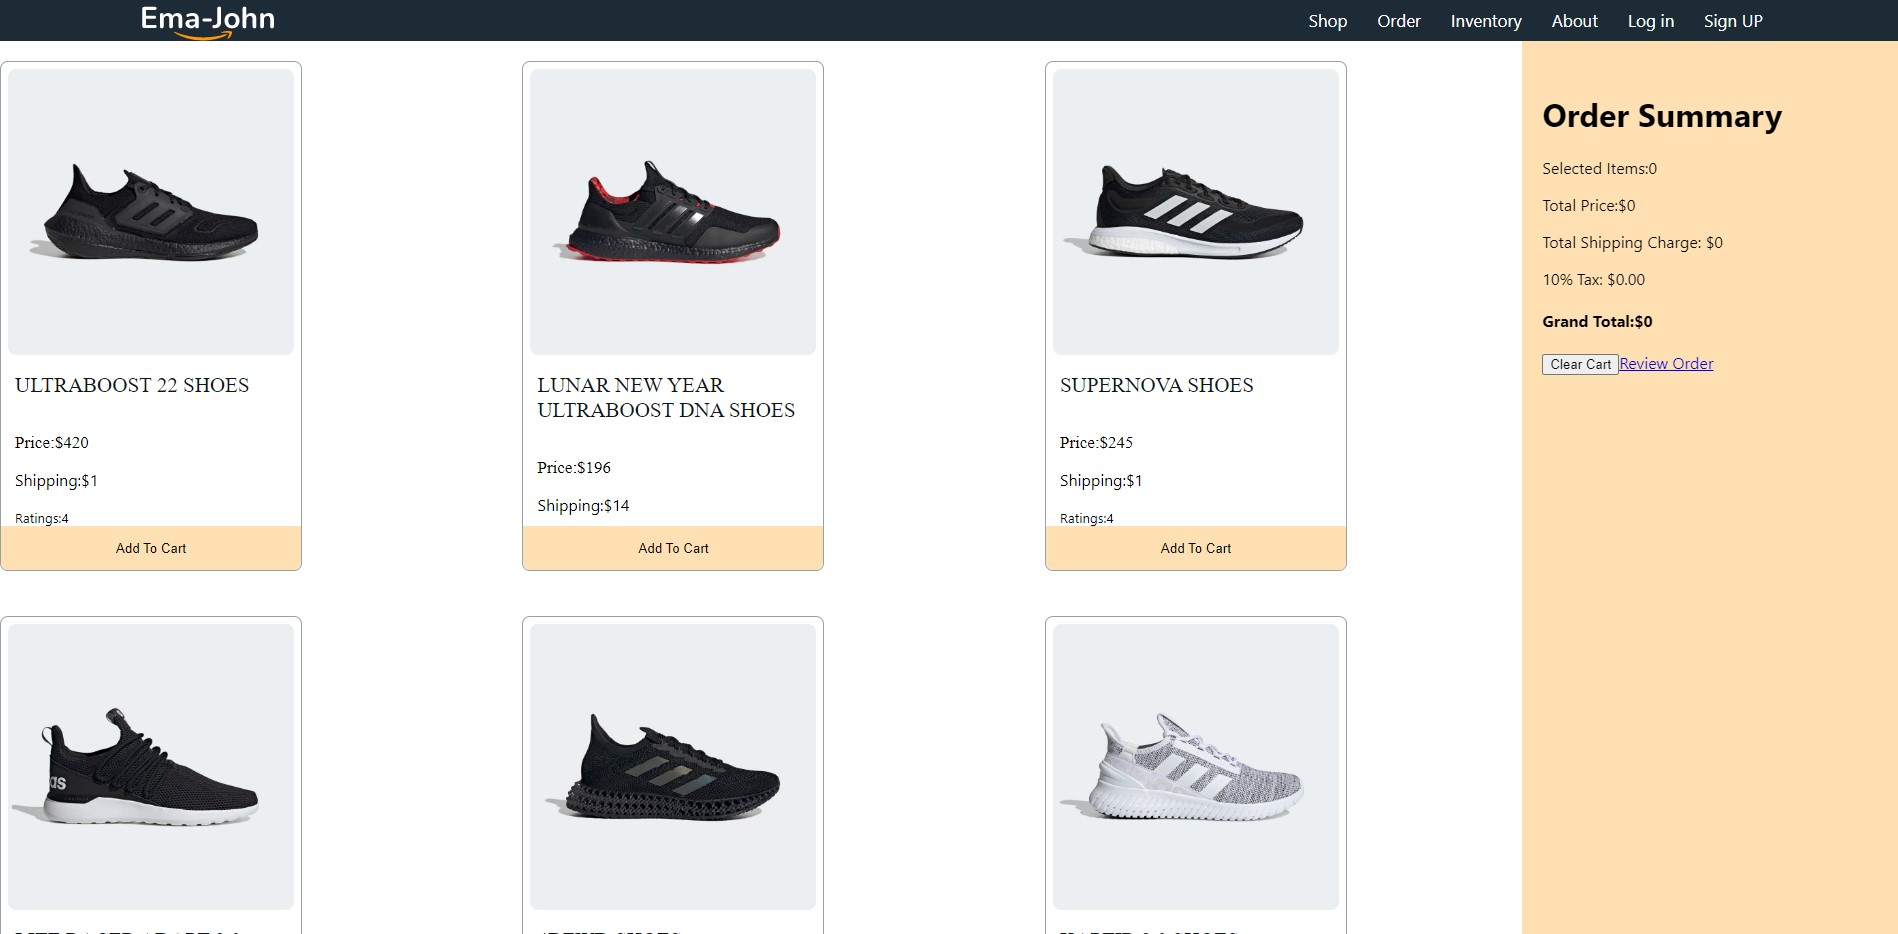 Ema-John
Shop Order Inventory About Log in Sign UP
ULTRABOOST 22 SHOES
Price:$420
Shipping:$1
Ratings:4
Add To Cart
LUNAR NEW YEAR
ULTRABOOST DNA SHOES
Price:$196
Shipping:$14
Add To Cart
SUPERNOVA SHOES
Price:$245
Shipping:$1
Ratings:4
Add To Cart
as
Order Summary
Selected Items:0
Total Price:$0
Total Shipping Charge: $0
10% Tax: $0.00
Grand Total:$0
Clear Cart Review Order